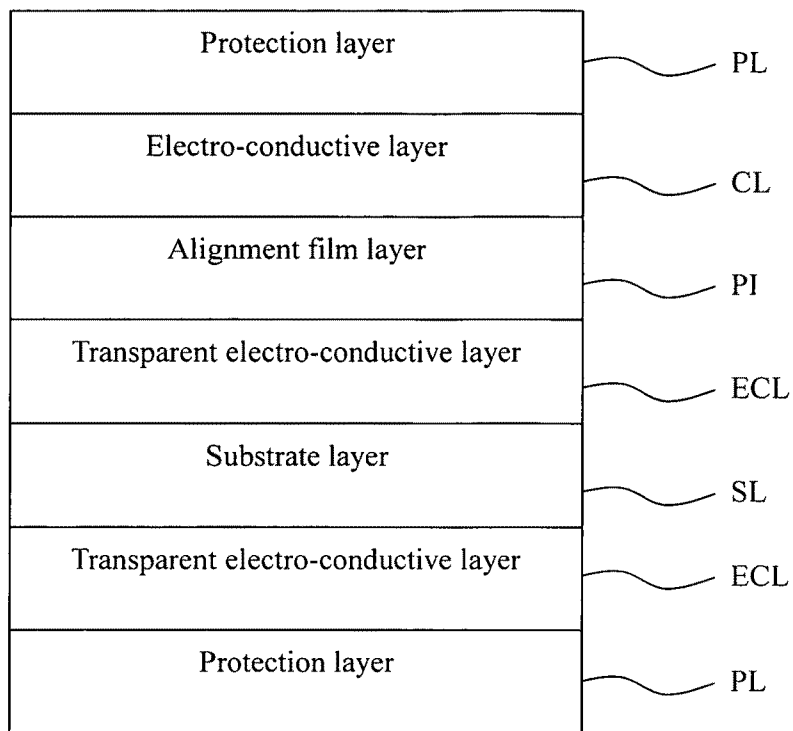 Protection layer
PL
Electro-conductive layer
CL
Alignment film layer
PI
Transparent electro-conductive layer
ECL
Substrate layer
SL
Transparent electro-conductive layer
ECL
Protection layer
PL